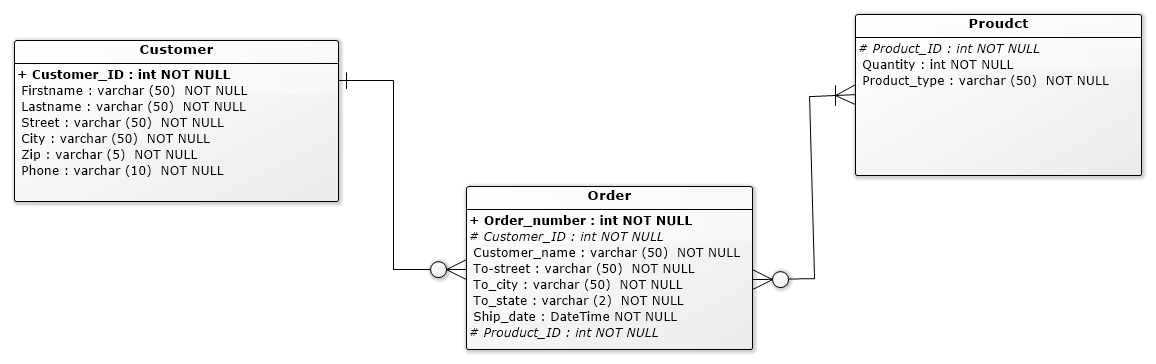 Customer
+ Customer_ID : int NOT NULL
Firstname : varchar (50)  NOT NULL
Lastname : varchar (50)  NOT NULL
Street : varchar (50)  NOT NULL
City : varchar (50)  NOT NULL
Zip : varchar (5)  NOT NULL
Phone : varchar (10)  NOT NULL
Order
+ Order_number : int NOT NULL
# Customer_ID : int NOT NULL
Customer_name : varchar (50)  NOT NULL
To-street : varchar (50)  NOT NULL
To_city : varchar (50)  NOT NULL
To_state : varchar (2)  NOT NULL
Ship_date : DateTime NOT NULL
# Prouduct_ID : int NOT NULL
Proudct
# Product_ID : int NOT NULL
Quantity : int NOT NULL
Product_type : varchar (50)  NOT NULL